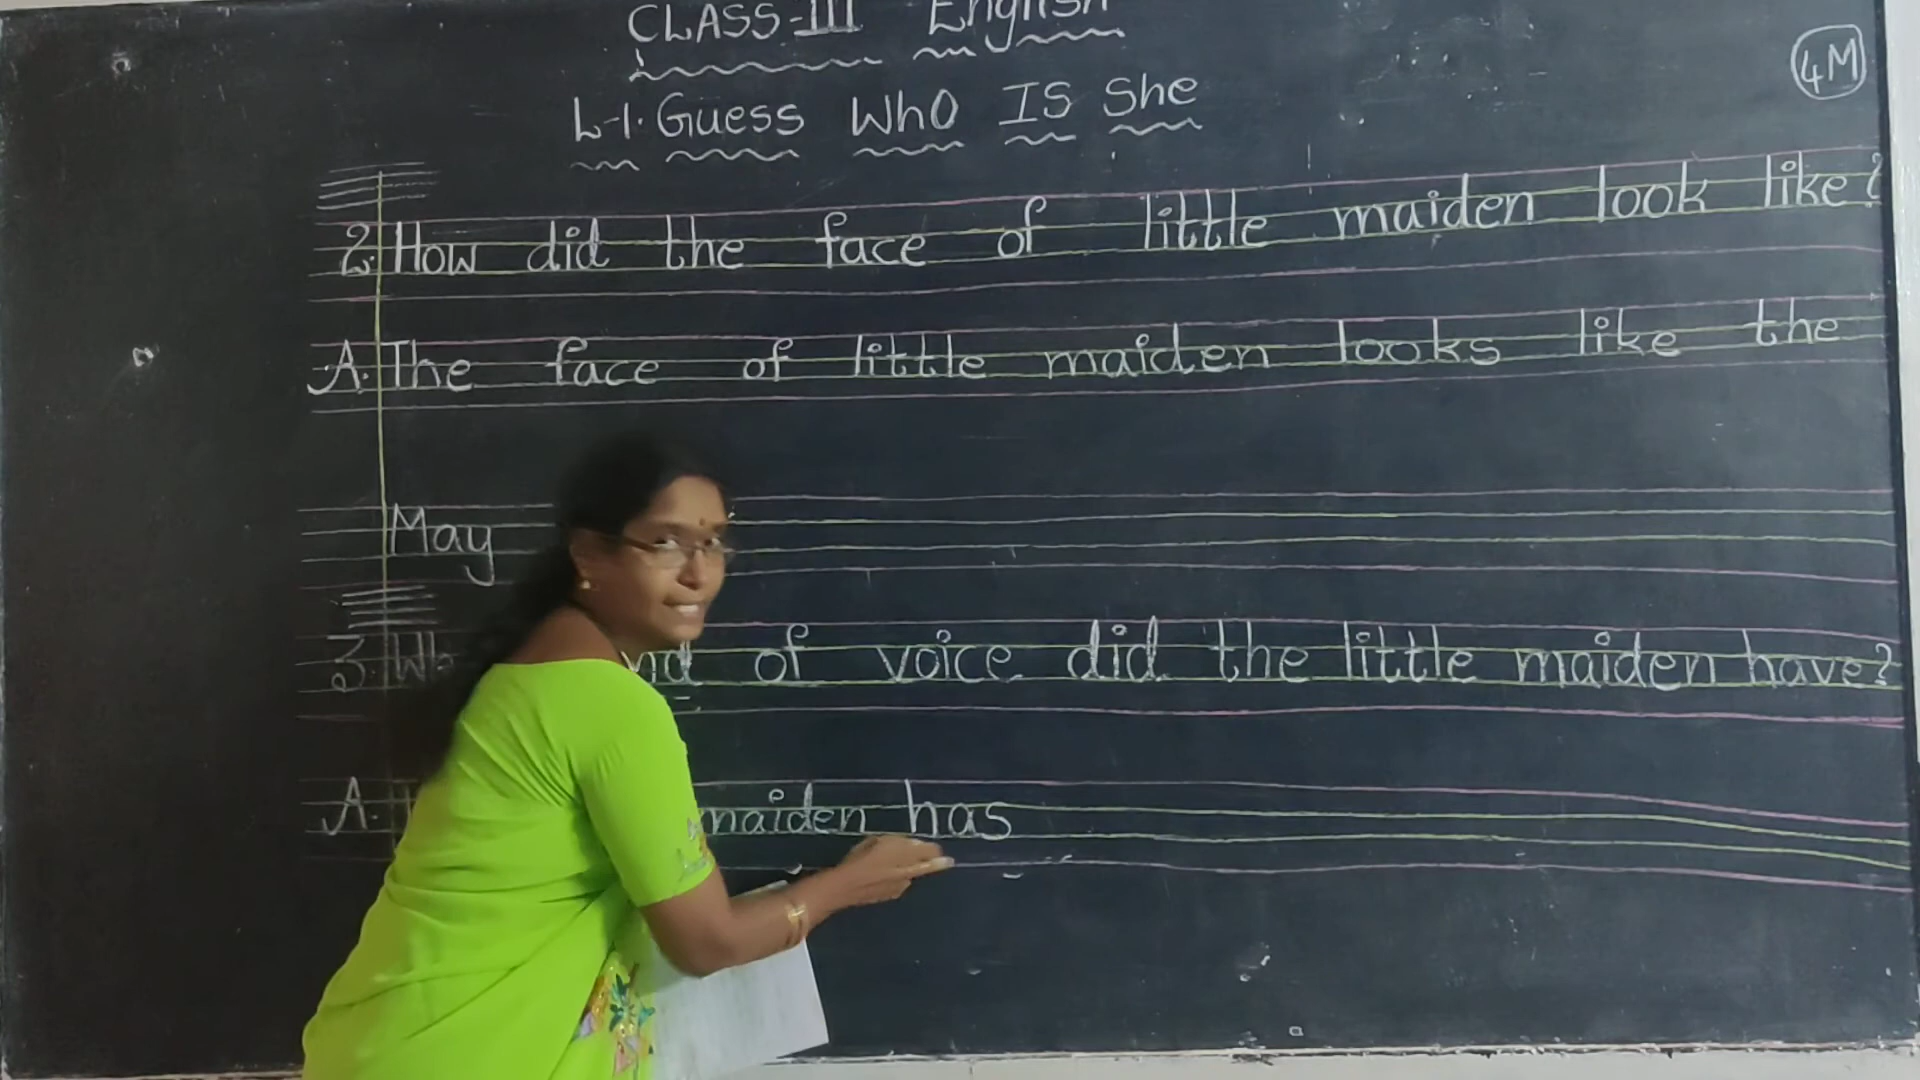 CLASS-III English
4M
L-1. Guess Who IS She
2. How did the face of little maiden look like?
A. The face of little maiden looks like the
May
3. of voice did the little maiden have?
A. maiden has